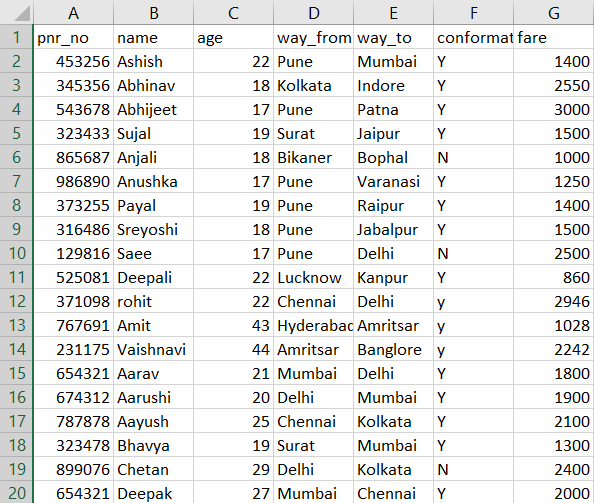 A B C D E F G
1 pnr_no name age way_from way_to conformat fare
2 453256 Ashish 22 Pune Mumbai Y 1400
3 345356 Abhinav 18 Kolkata Indore Y 2550
4 543678 Abhijeet 17 Pune Patna Y 3000
5 323433 Sujal 19 Surat Jaipur Y 1500
6 865687 Anjali 18 Bikaner Bophal N 1000
7 986890 Anushka 17 Pune Varanasi Y 1250
8 373255 Payal 19 Pune Raipur Y 1400
9 316486 Sreyoshi 18 Pune Jabalpur Y 1500
10 129816 Saee 17 Pune Delhi N 2500
11 525081 Deepali 22 Lucknow Kanpur Y 860
12 371098 rohit 22 Chennai Delhi y 2946
13 767691 Amit 43 Hyderabad Amritsar y 1028
14 231175 Vaishnavi 44 Amritsar Banglore y 2242
15 654321 Aarav 21 Mumbai Delhi Y 1800
16 674312 Aarushi 20 Delhi Mumbai Y 1900
17 787878 Aayush 25 Chennai Kolkata Y 2100
18 323478 Bhavya 19 Surat Mumbai Y 1300
19 899076 Chetan 29 Delhi Kolkata N 2400
20 654321 Deepak 27 Mumbai Chennai Y 2000